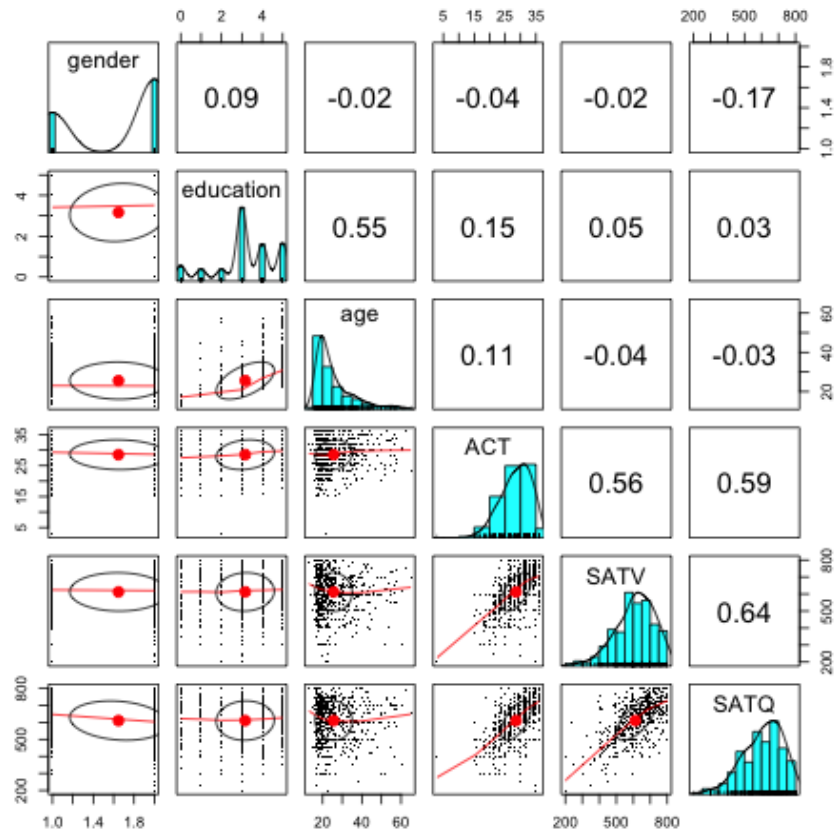 0 2 4 5 15 25 35 200 500 800
gender 0.09 -0.02 -0.04 -0.02 -0.17 1.0 1.4 1.8
0 2 4 education 0.55 0.15 0.05 0.03
age 0.11 -0.04 -0.03 20 40 60
5 15 25 35 ACT 0.56 0.59
SATV 0.64 200 500 800
200 500 800 SATQ
1.0 1.4 1.8 20 40 60 200 500 800